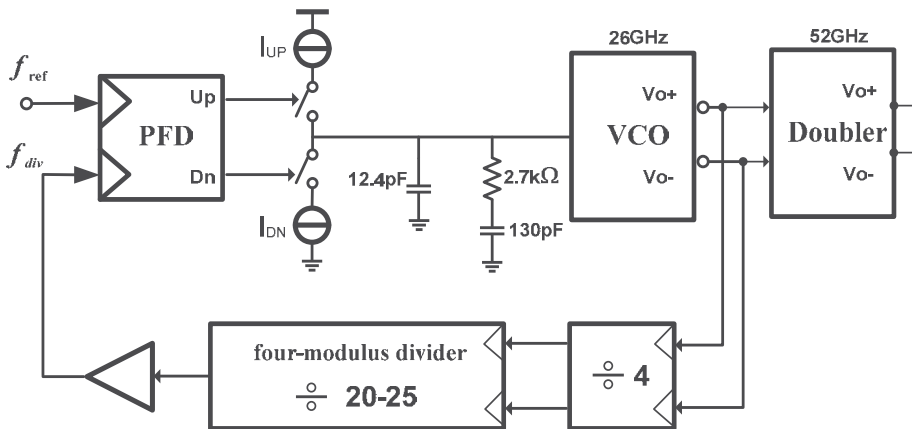 26GHz
52GHz
I_UP
f_ref
Up
PFD
f_div
Dn
I_DN
12.4pF
2.7kΩ
130pF
Vo+
VCO
Vo-
Vo+
Doubler
Vo-
four-modulus divider
÷ 20-25
÷ 4